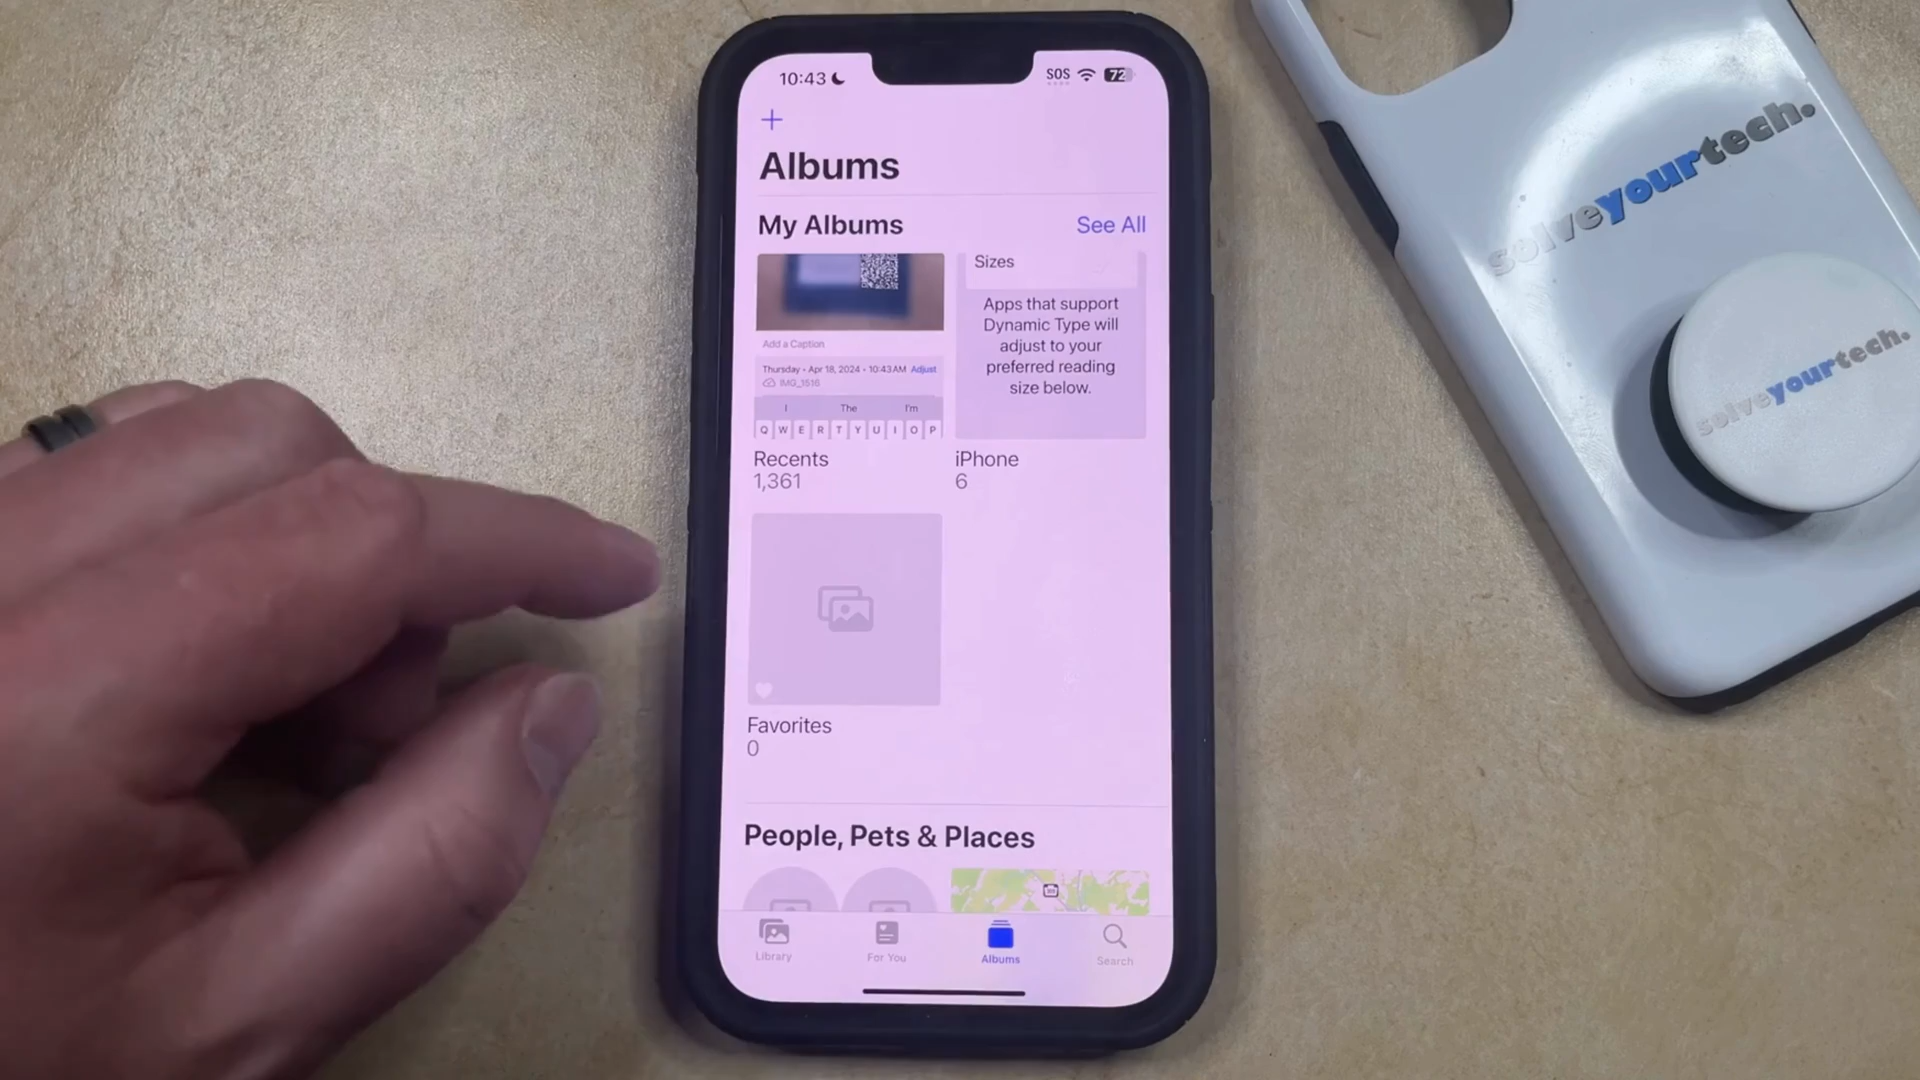 10:43
SOS
72
Albums
My Albums
See All
Sizes
Apps that support
Dynamic Type will
adjust to your
preferred reading
size below.
Add a Caption
Thursday • Apr 18, 2024 • 10:43 AM Adjust
IMG_1516
I The I'm
Q W E R T Y U I O P
Recents
1,361
iPhone
6
Favorites
0
People, Pets & Places
Library
For You
Albums
Search
solveyourtech.
solveyourtech.